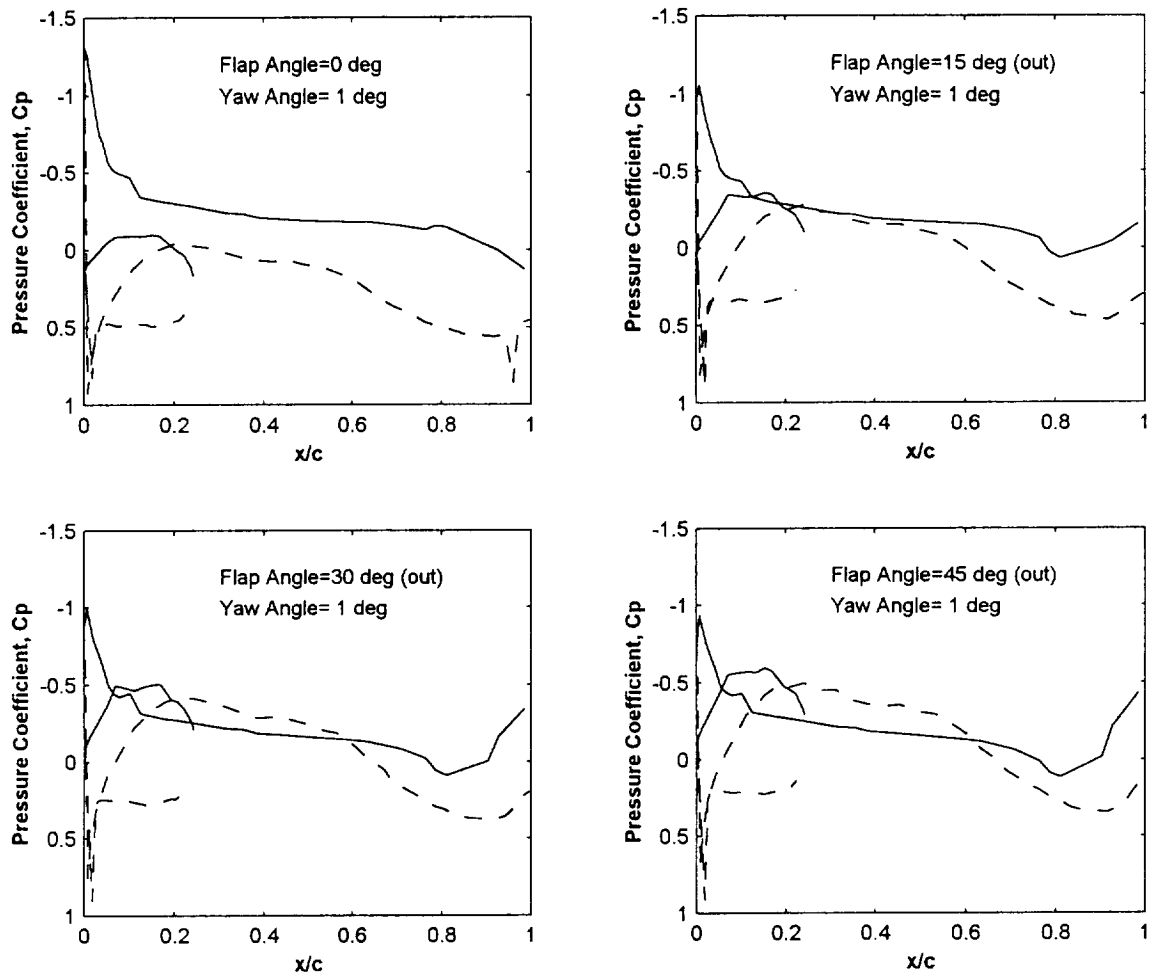 Flap Angle=0 deg
Yaw Angle= 1 deg
Pressure Coefficient, Cp
-1.5
-1
-0.5
0
0.5
1
0 0.2 0.4 0.6 0.8 1
x/c
Flap Angle=15 deg (out)
Yaw Angle= 1 deg
Pressure Coefficient, Cp
-1.5
-1
-0.5
0
0.5
1
0 0.2 0.4 0.6 0.8 1
x/c
Flap Angle=30 deg (out)
Yaw Angle= 1 deg
Pressure Coefficient, Cp
-1.5
-1
-0.5
0
0.5
1
0 0.2 0.4 0.6 0.8 1
x/c
Flap Angle=45 deg (out)
Yaw Angle= 1 deg
Pressure Coefficient, Cp
-1.5
-1
-0.5
0
0.5
1
0 0.2 0.4 0.6 0.8 1
x/c